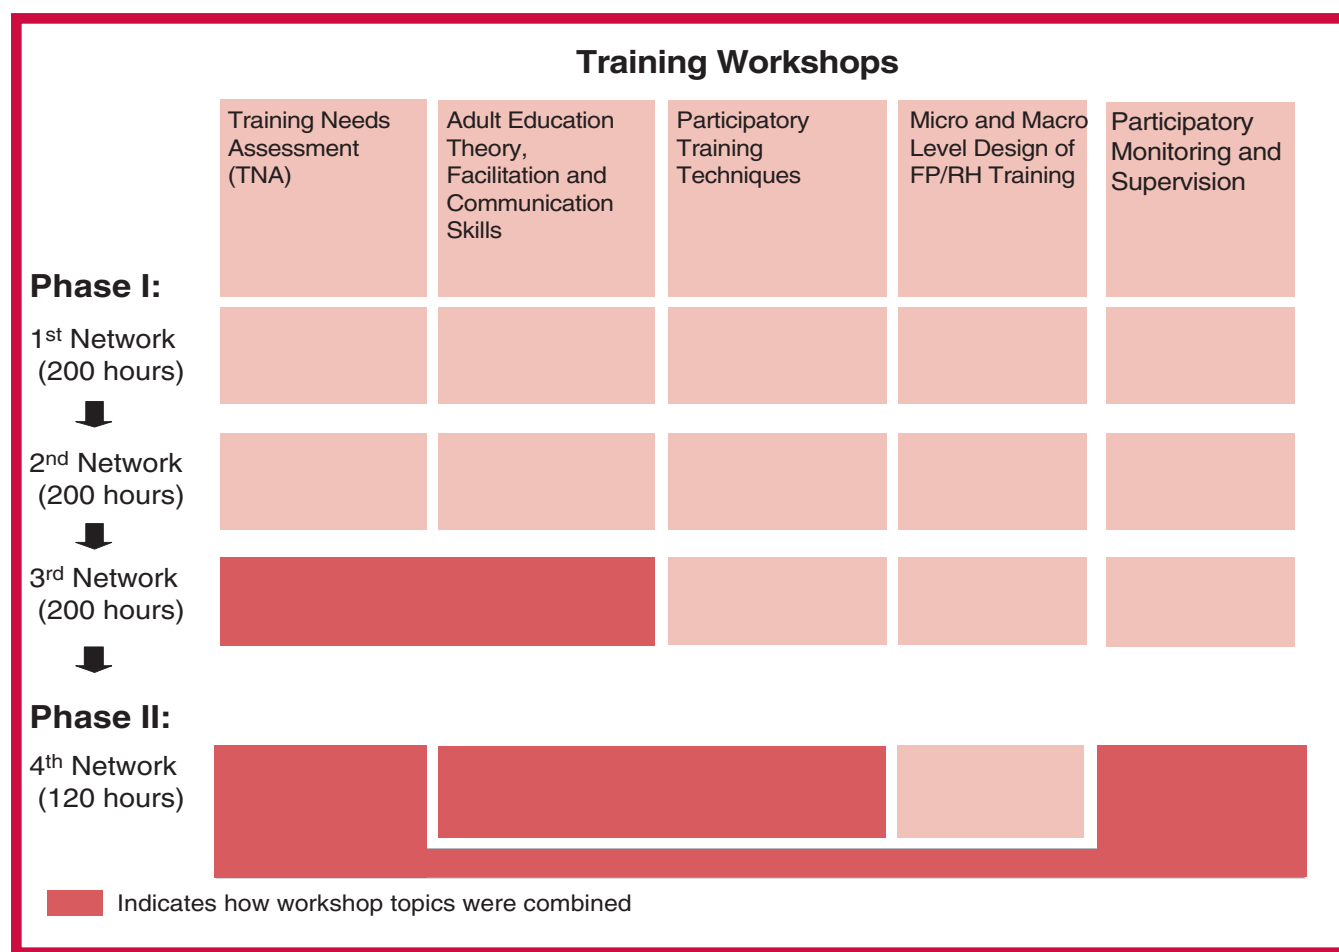 Training Workshops
Training Needs
Assessment
(TNA)
Adult Education
Theory,
Facilitation and
Communication
Skills
Participatory
Training
Techniques
Micro and Macro
Level Design of
FP/RH Training
Participatory
Monitoring and
Supervision
Phase I:
1st Network
(200 hours)
2nd Network
(200 hours)
3rd Network
(200 hours)
Phase II:
4th Network
(120 hours)
Indicates how workshop topics were combined